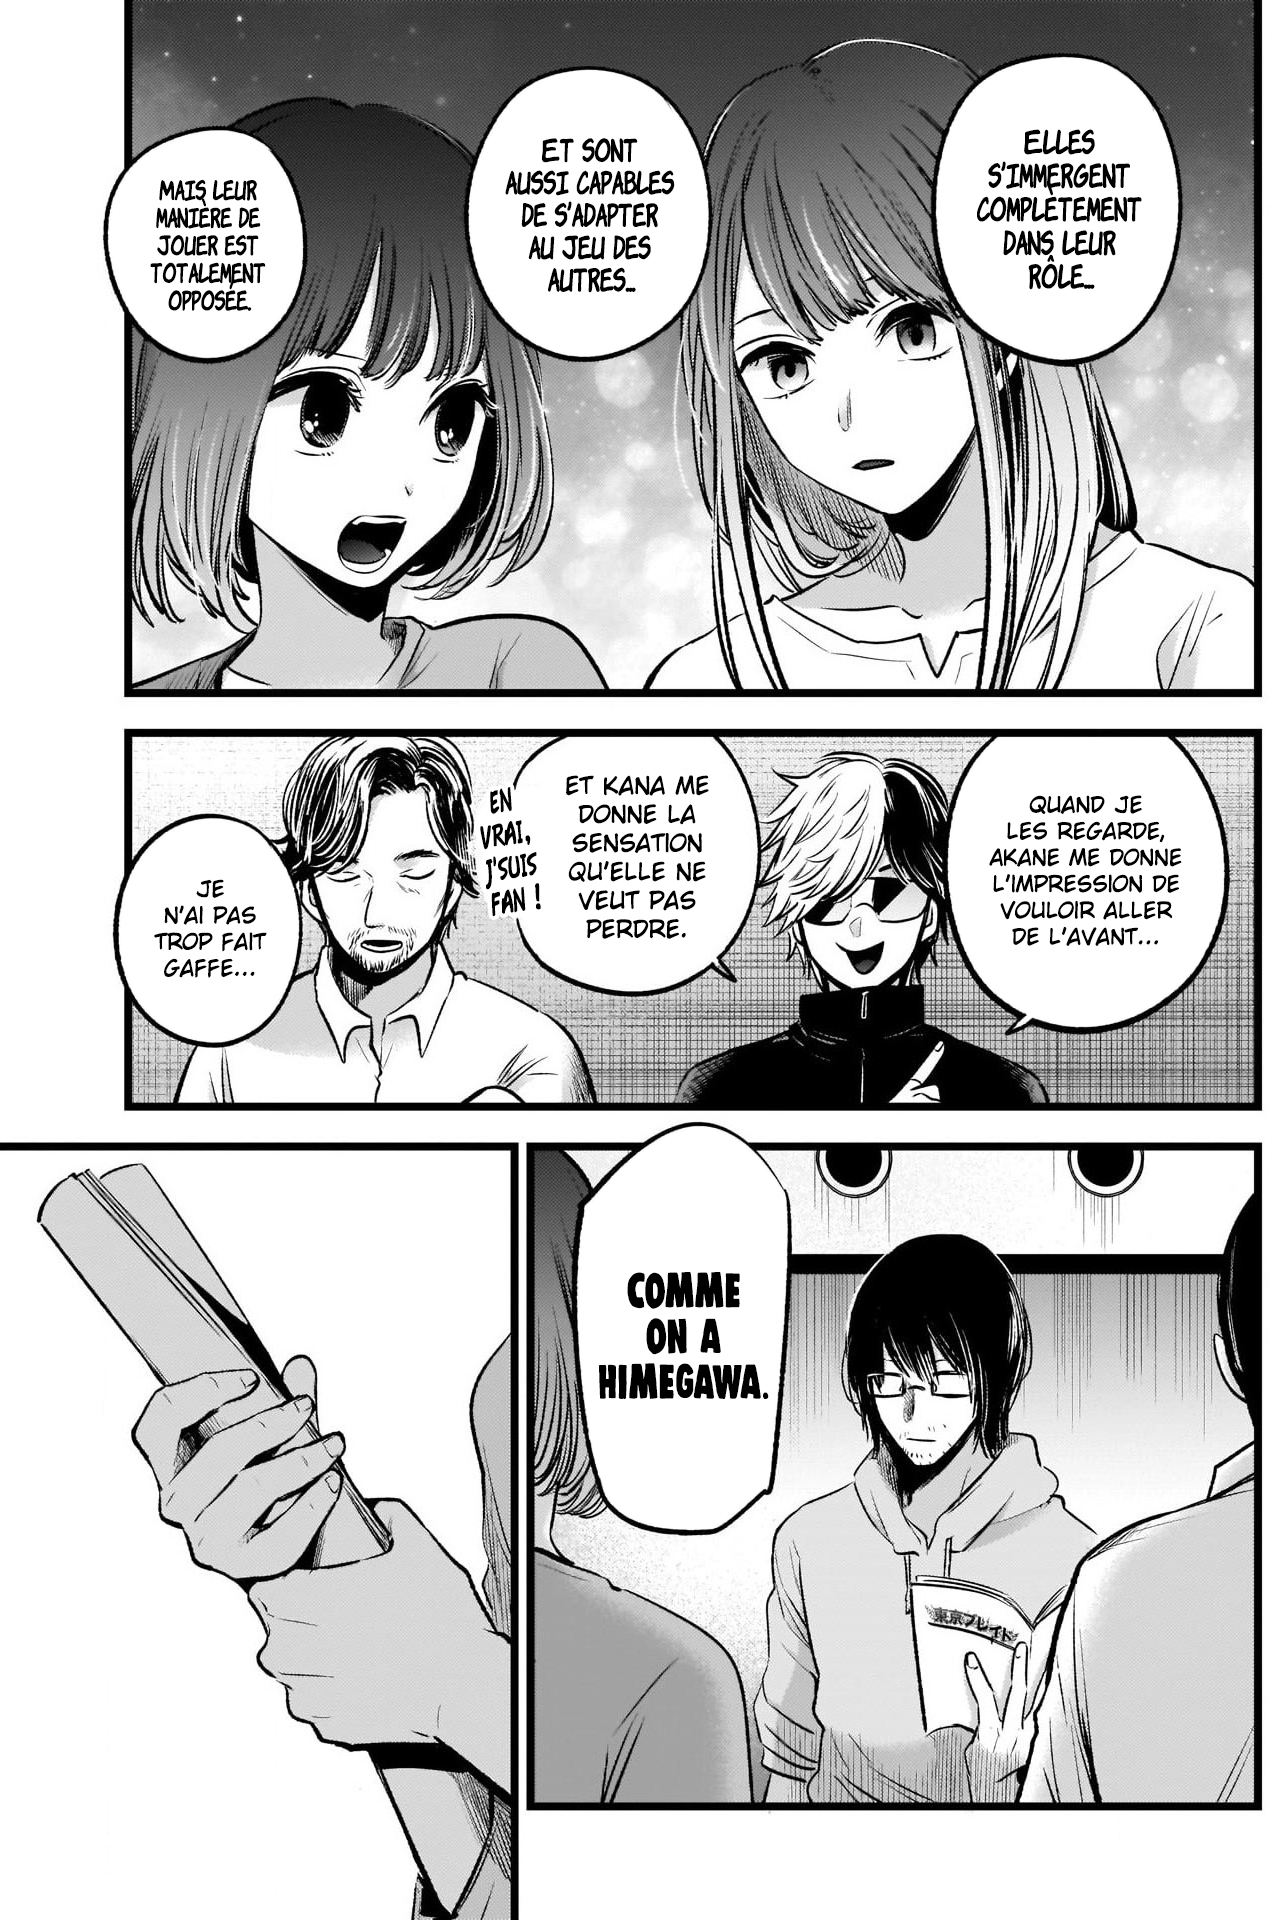 ELLES
S'IMMERGENT
COMPLÈTEMENT
DANS LEUR
RÔLE...
ET SONT
AUSSI CAPABLES
DE S'ADAPTER
AU JEU DES
AUTRES...
MAIS LEUR
MANIÈRE DE
JOUER EST
TOTALEMENT
OPPOSÉE.
QUAND JE
LES REGARDE,
AKANE ME DONNE
L'IMPRESSION DE
VOULOIR ALLER
DE L'AVANT...
ET KANA ME
DONNE LA
SENSATION
QU'ELLE NE
VEUT PAS
PERDRE.
EN
VRAI,
J'SUIS
FAN !
JE
N'AI PAS
TROP FAIT
GAFFE...
COMME
ON A
HIMEGAWA.
東京ブレイド